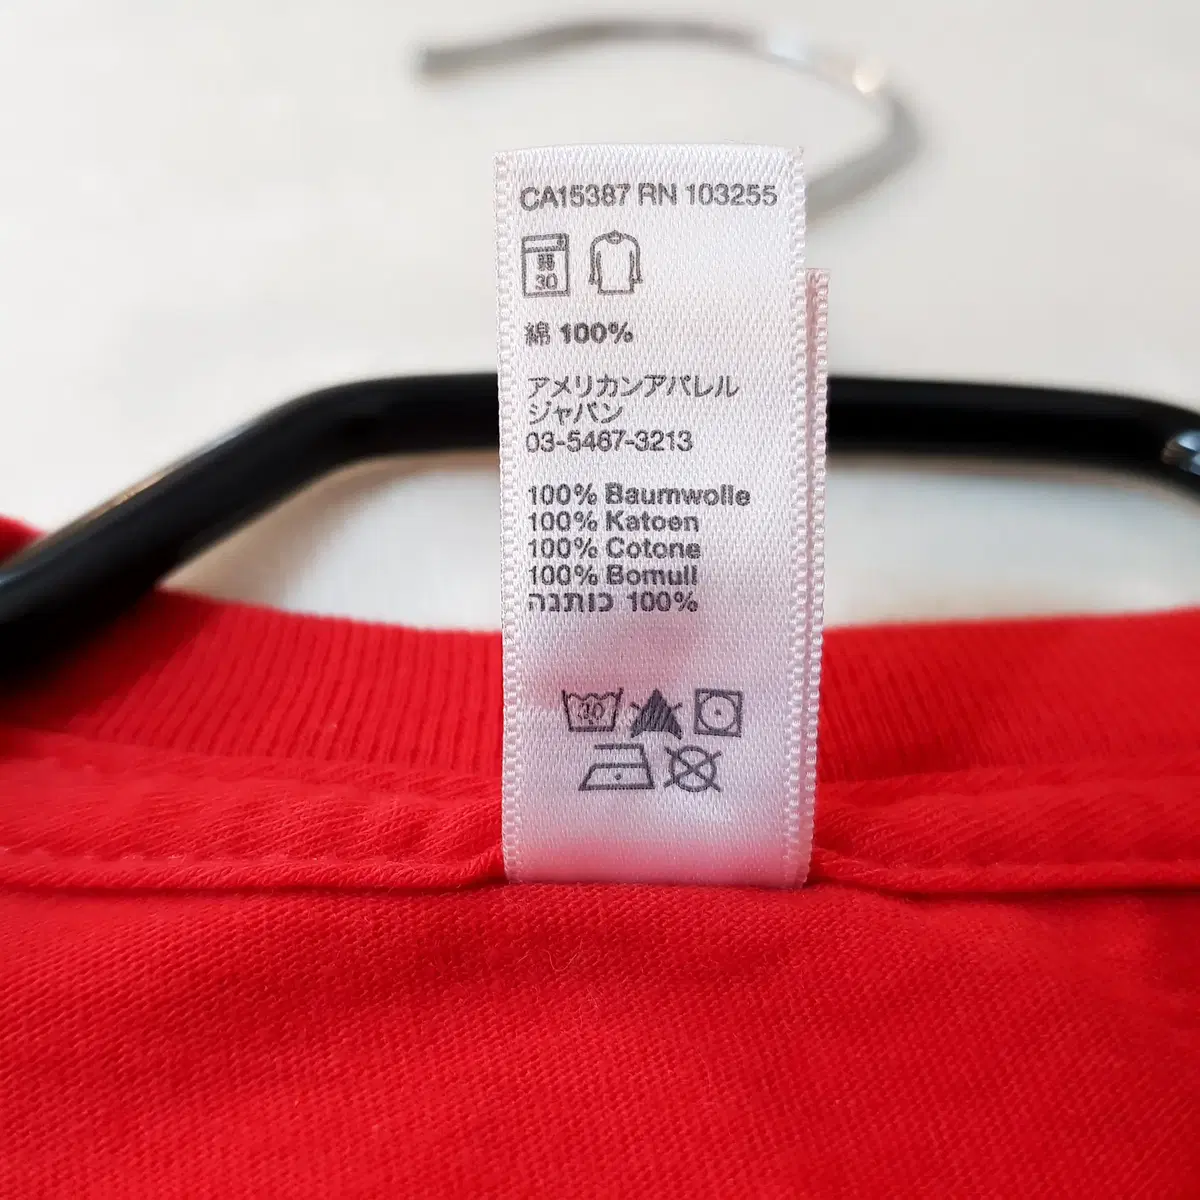 CA15387 RN 103255
弱
30
綿 100%
アメリカンアパレル
ジャパン
03-5467-3213
100% Baumwolle
100% Katoen
100% Cotone
100% Bomull
100% כותנה
30